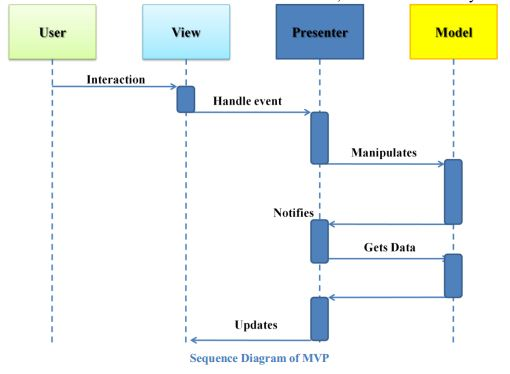 User
View
Presenter
Model
Interaction
Handle event
Manipulates
Notifies
Gets Data
Updates
Sequence Diagram of MVP